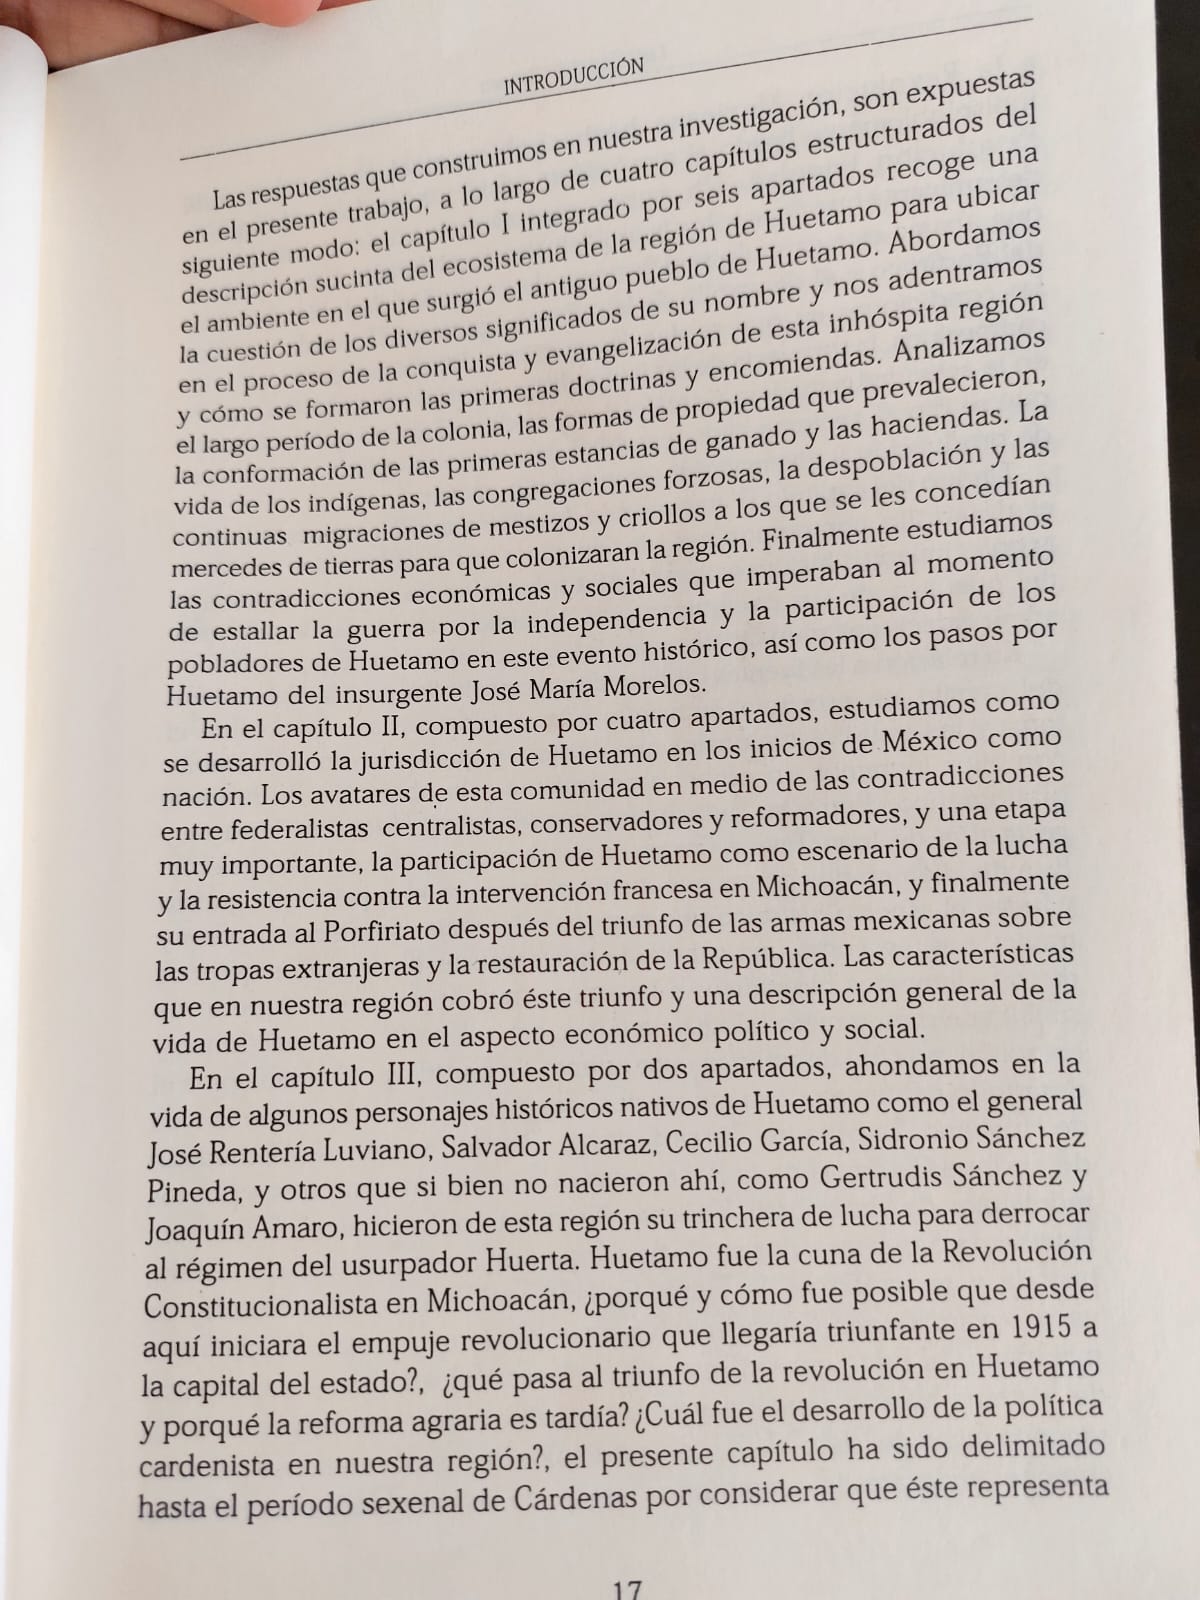 INTRODUCCIÓN
Las respuestas que construimos en nuestra investigación, son expuestas
en el presente trabajo, a lo largo de cuatro capítulos estructurados del
siguiente modo: el capítulo I integrado por seis apartados recoge una
descripción sucinta del ecosistema de la región de Huetamo para ubicar
el ambiente en el que surgió el antiguo pueblo de Huetamo. Abordamos
la cuestión de los diversos significados de su nombre y nos adentramos
en el proceso de la conquista y evangelización de esta inhóspita región
y cómo se formaron las primeras doctrinas y encomiendas. Analizamos
el largo período de la colonia, las formas de propiedad que prevalecieron,
la conformación de las primeras estancias de ganado y las haciendas. La
vida de los indígenas, las congregaciones forzosas, la despoblación y las
continuas migraciones de mestizos y criollos a los que se les concedían
mercedes de tierras para que colonizaran la región. Finalmente estudiamos
las contradicciones económicas y sociales que imperaban al momento
de estallar la guerra por la independencia y la participación de los
pobladores de Huetamo en este evento histórico, así como los pasos por
Huetamo del insurgente José María Morelos.
En el capítulo II, compuesto por cuatro apartados, estudiamos como
se desarrolló la jurisdicción de Huetamo en los inicios de México como
nación. Los avatares de esta comunidad en medio de las contradicciones
entre federalistas centralistas, conservadores y reformadores, y una etapa
muy importante, la participación de Huetamo como escenario de la lucha
y la resistencia contra la intervención francesa en Michoacán, y finalmente
su entrada al Porfiriato después del triunfo de las armas mexicanas sobre
las tropas extranjeras y la restauración de la República. Las características
que en nuestra región cobró éste triunfo y una descripción general de la
vida de Huetamo en el aspecto económico político y social.
En el capítulo III, compuesto por dos apartados, ahondamos en la
vida de algunos personajes históricos nativos de Huetamo como el general
José Rentería Luviano, Salvador Alcaraz, Cecilio García, Sidronio Sánchez
Pineda, y otros que si bien no nacieron ahí, como Gertrudis Sánchez y
Joaquín Amaro, hicieron de esta región su trinchera de lucha para derrocar
al régimen del usurpador Huerta. Huetamo fue la cuna de la Revolución
Constitucionalista en Michoacán, ¿porqué y cómo fue posible que desde
aquí iniciara el empuje revolucionario que llegaría triunfante en 1915 a
la capital del estado?, ¿qué pasa al triunfo de la revolución en Huetamo
y porqué la reforma agraria es tardía? ¿Cuál fue el desarrollo de la política
cardenista en nuestra región?, el presente capítulo ha sido delimitado
hasta el período sexenal de Cárdenas por considerar que éste representa
17